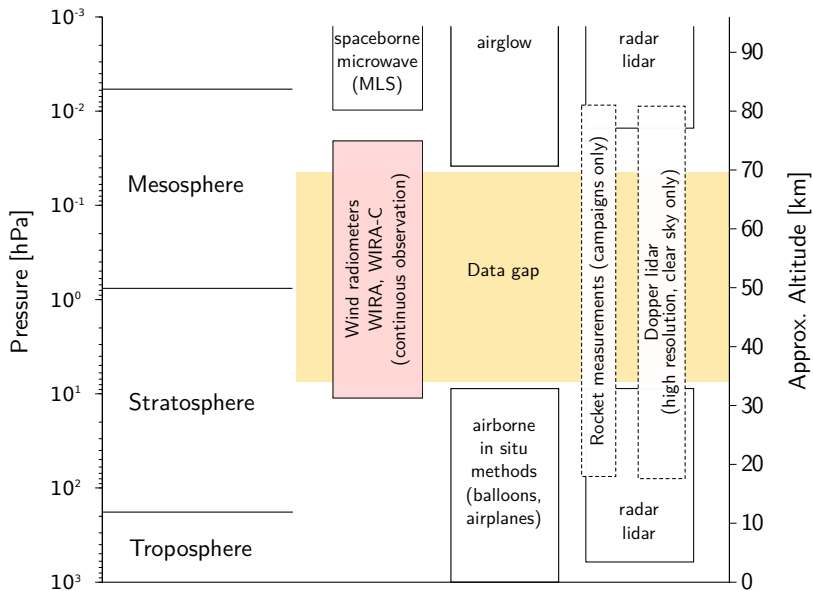 10-3
10-2
10-1
100
101
102
103
Pressure [hPa]
Mesosphere
Stratosphere
Troposphere
spaceborne
microwave
(MLS)
Wind radiometers
WIRA, WIRA-C
(continuous observation)
airglow
Data gap
airborne
in situ
methods
(balloons,
airplanes)
radar
lidar
Rocket measurements (campaigns only)
Dopper lidar
(high resolution, clear sky only)
radar
lidar
90
80
70
60
50
40
30
20
10
0
Approx. Altitude [km]